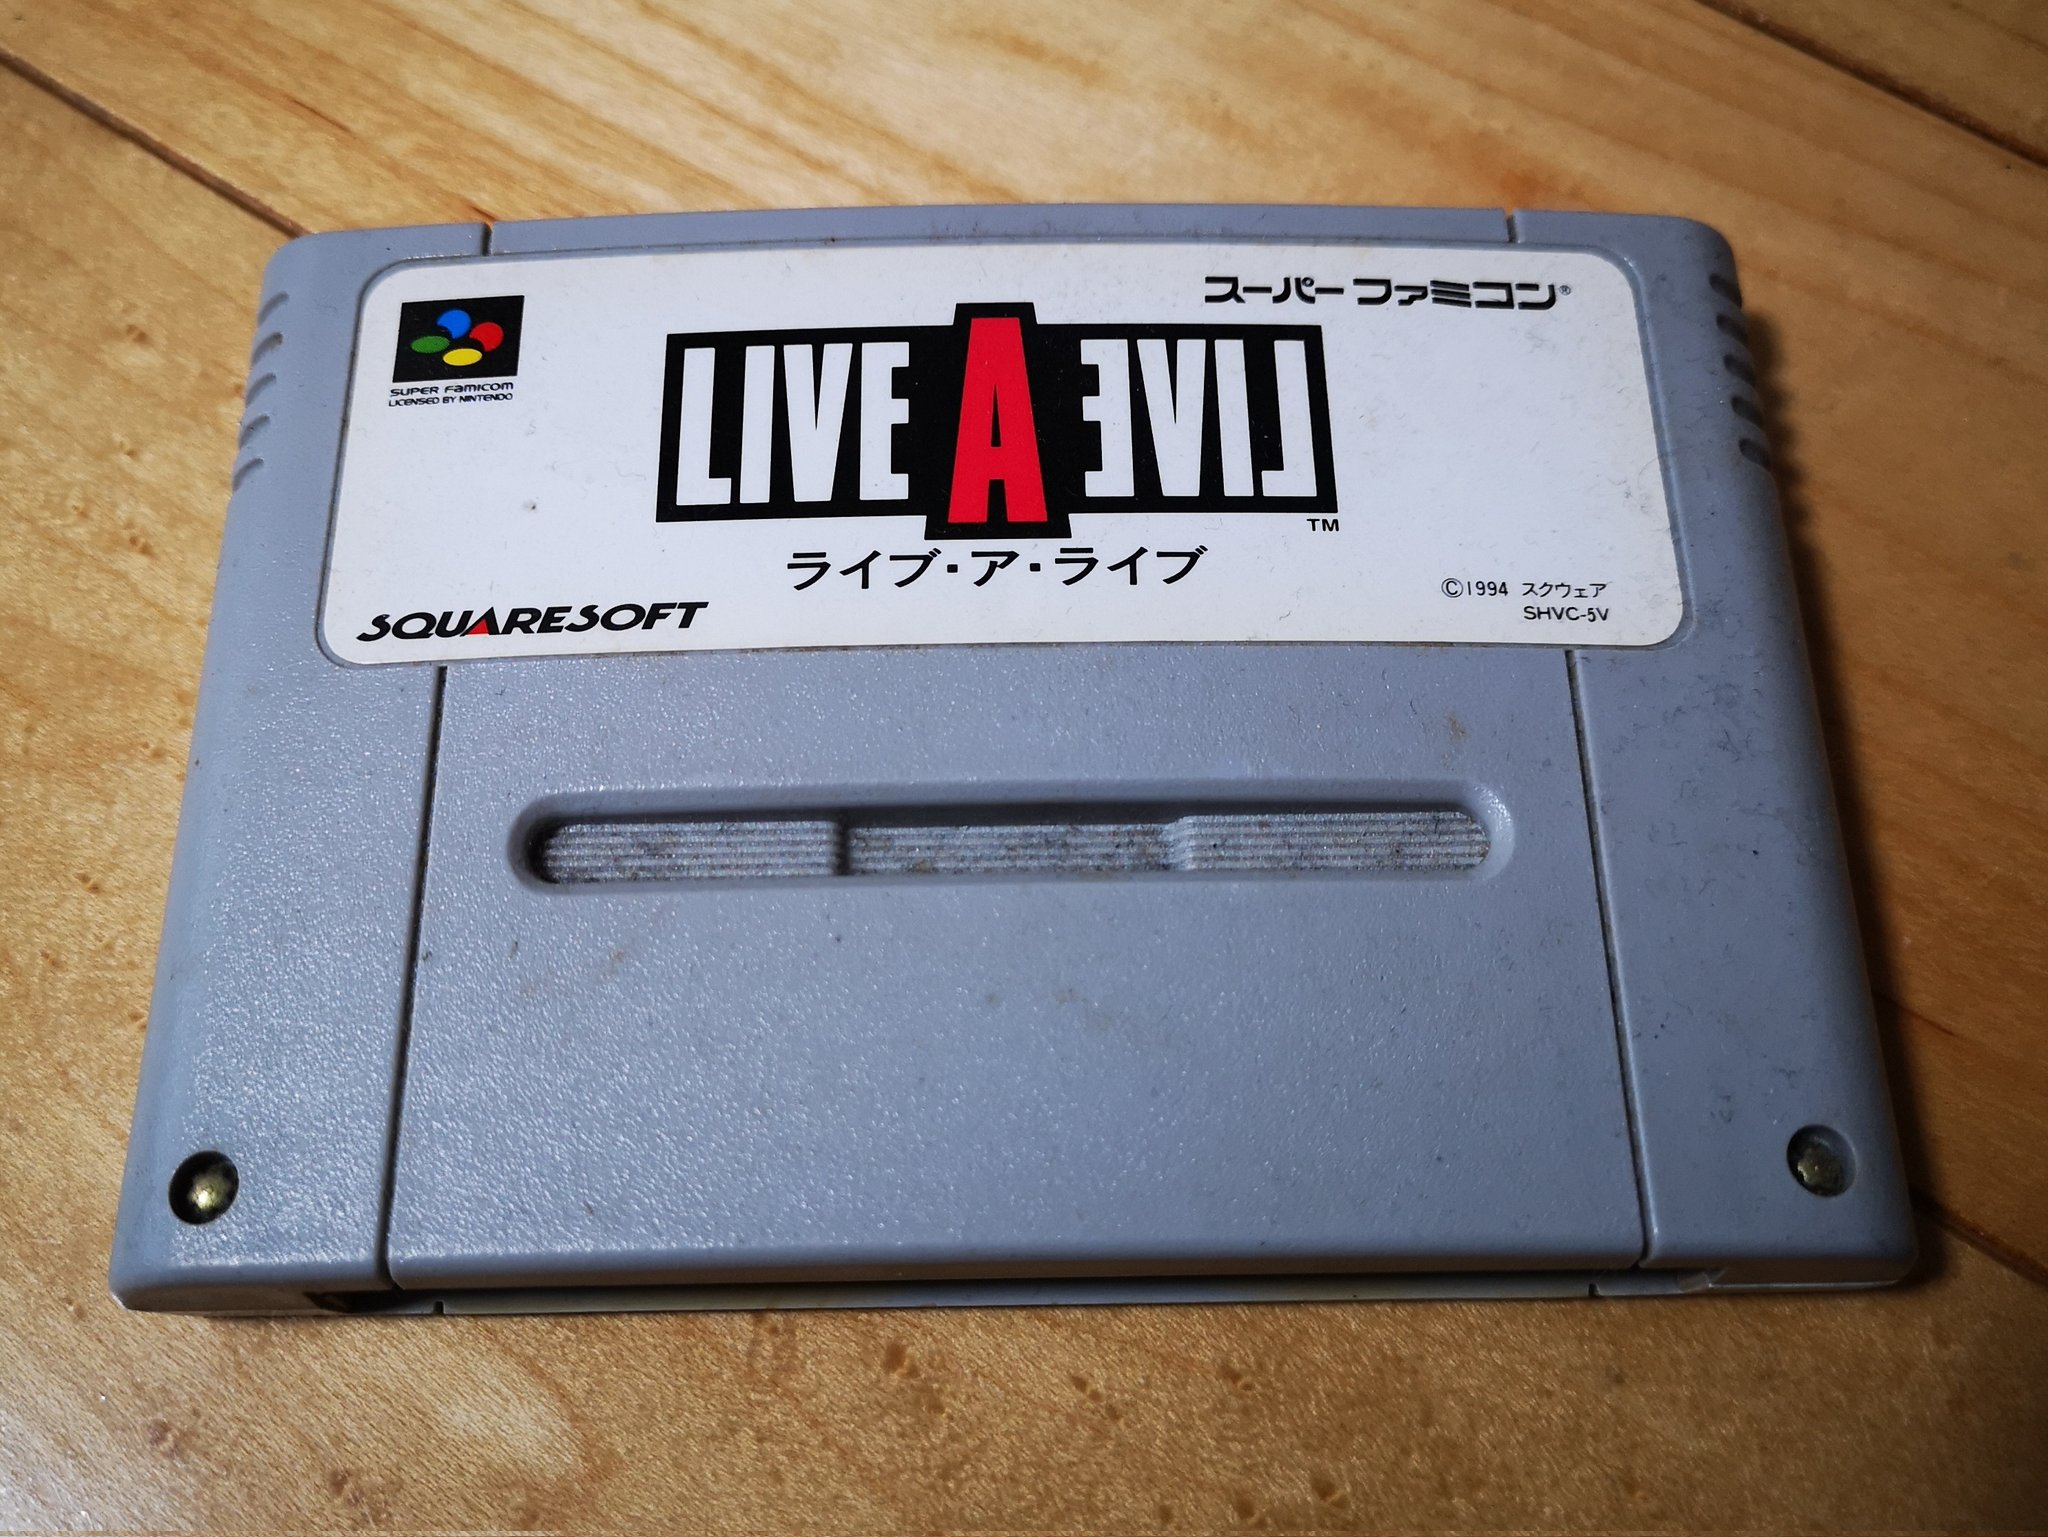 スーパーファミコン®
SUPER FAMICOM
LICENSED BY NINTENDO
LIVE A EVIL
TM
ライブ・ア・ライブ
SQUARESOFT
©1994 スクウェア
SHVC-5V